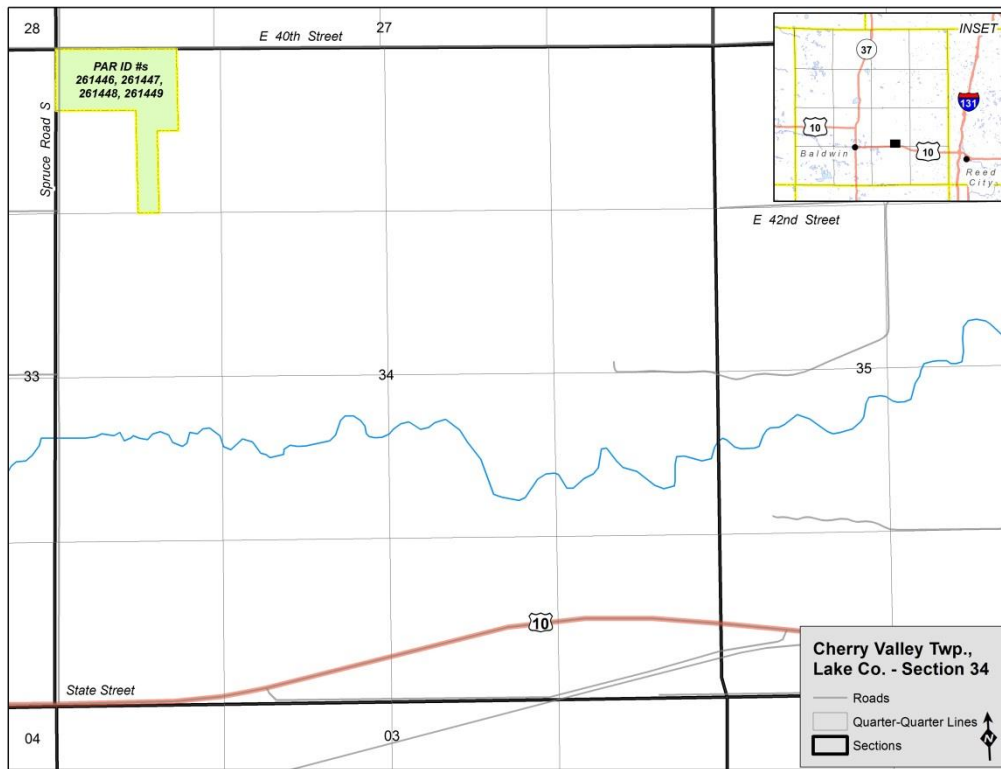 28
27
E 40th Street
INSET
37
131
10
10
Baldwin
Reed
City
PAR ID #s
261446, 261447,
261448, 261449
Spruce Road S
E 42nd Street
33
34
35
10
State Street
04
03
Cherry Valley Twp.,
Lake Co. - Section 34
Roads
Quarter-Quarter Lines
Sections
N